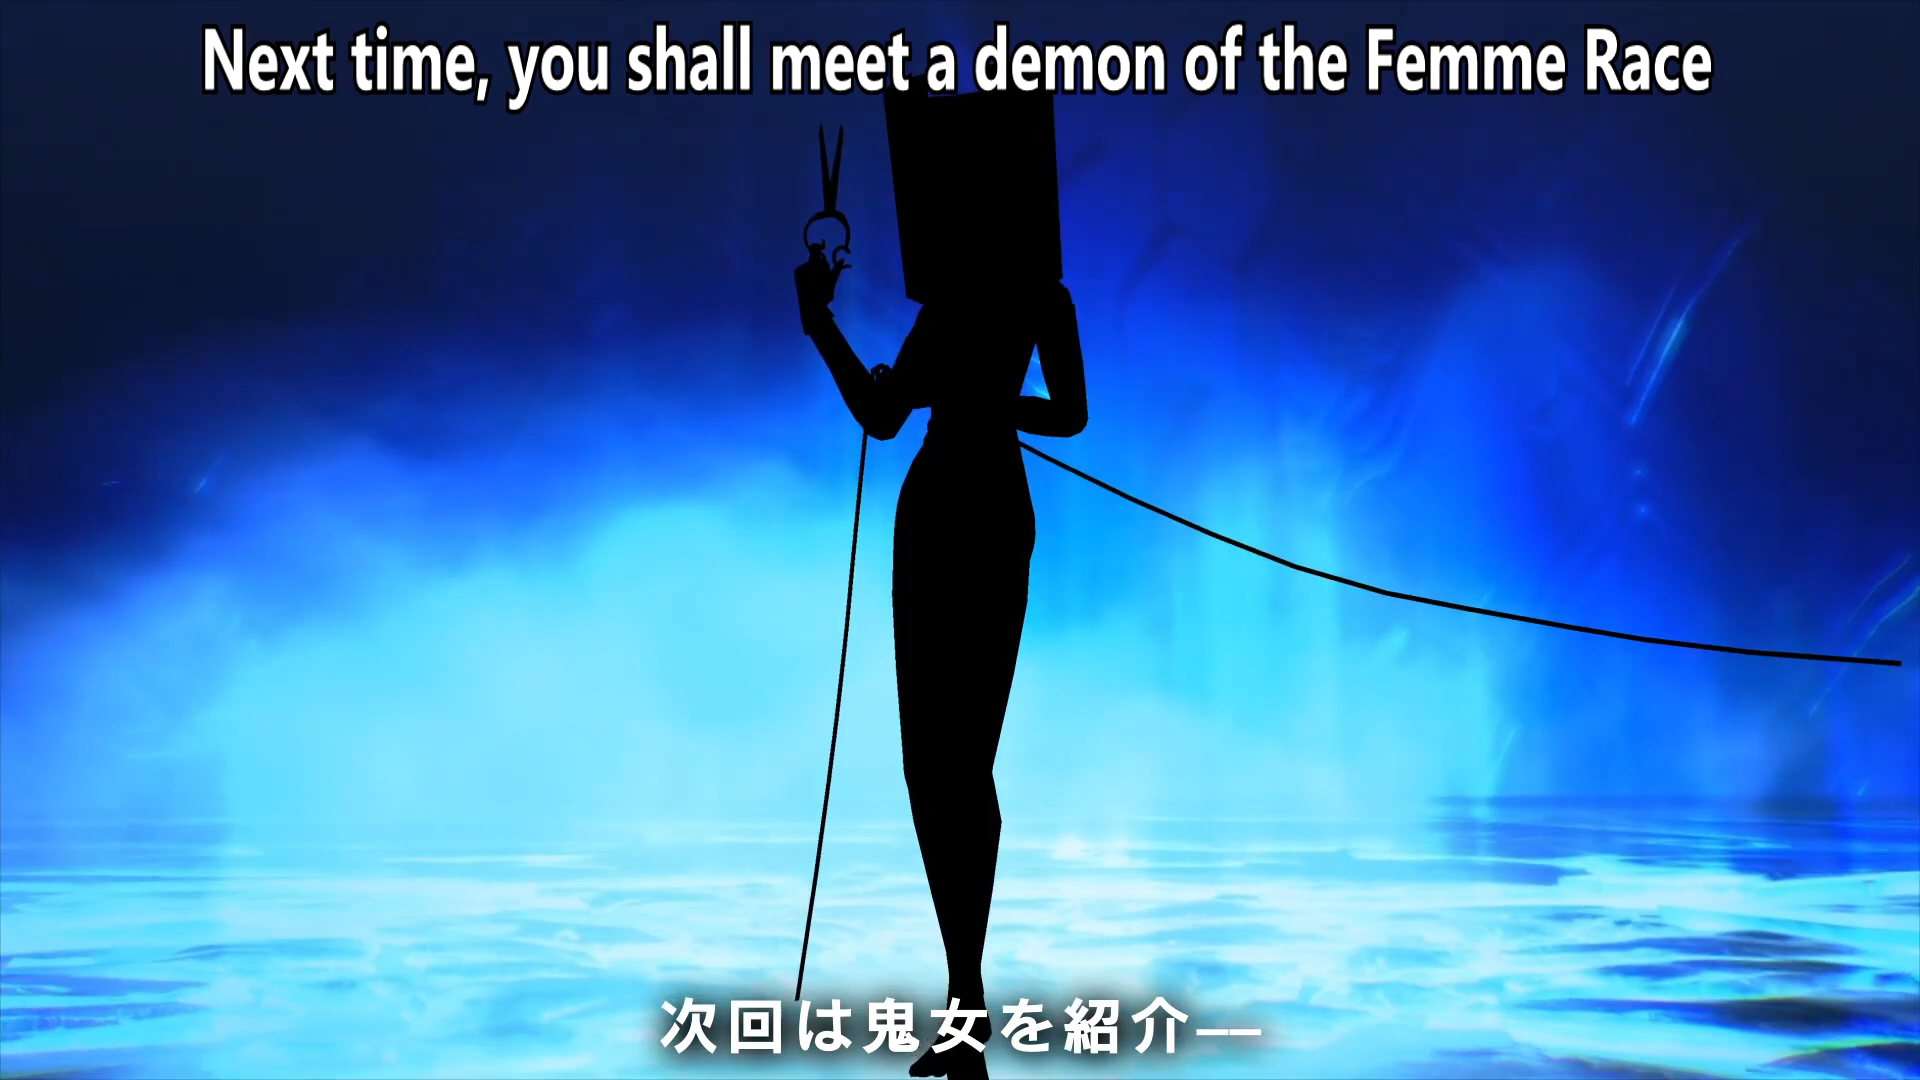 Next time, you shall meet a demon of the Femme Race
次回は鬼女を紹介──